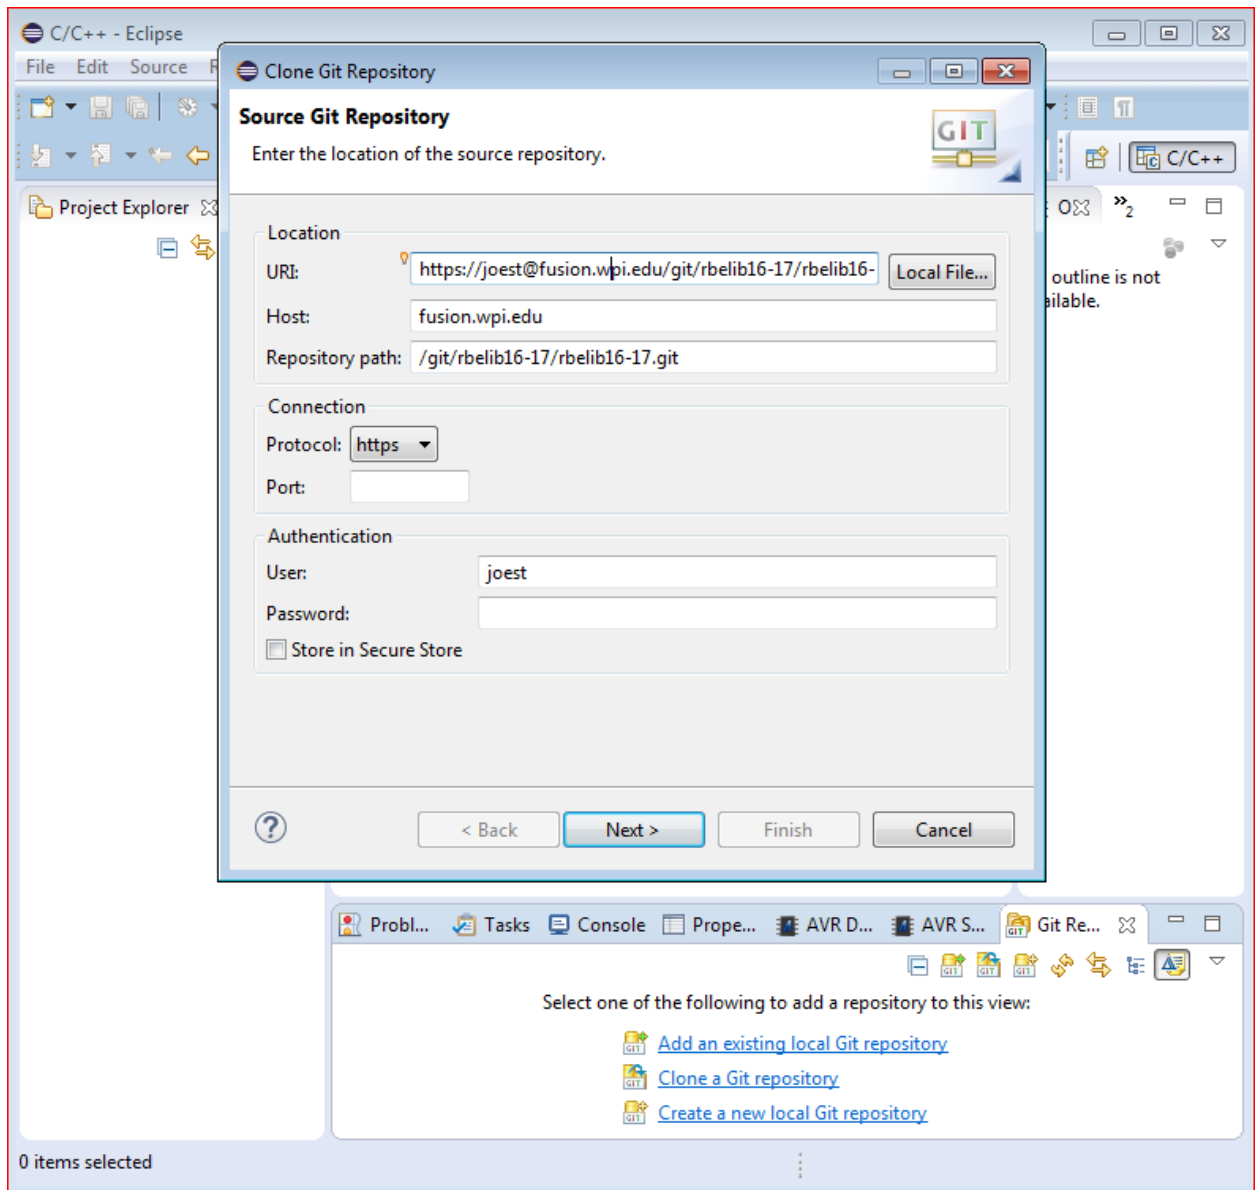 C/C++ - Eclipse
File Edit Source
Clone Git Repository
Source Git Repository
Enter the location of the source repository.
GIT
C/C++
Project Explorer
Location
URI: https://joest@fusion.wpi.edu/git/rbelib16-17/rbelib16- Local File...
Host: fusion.wpi.edu
Repository path: /git/rbelib16-17/rbelib16-17.git
Connection
Protocol: https
Port:
Authentication
User: joest
Password:
Store in Secure Store
? < Back Next > Finish Cancel
O
»2
outline is not
ailable.
Probl... Tasks Console Prope... AVR D... AVR S... Git Re...
Select one of the following to add a repository to this view:
Add an existing local Git repository
Clone a Git repository
Create a new local Git repository
0 items selected